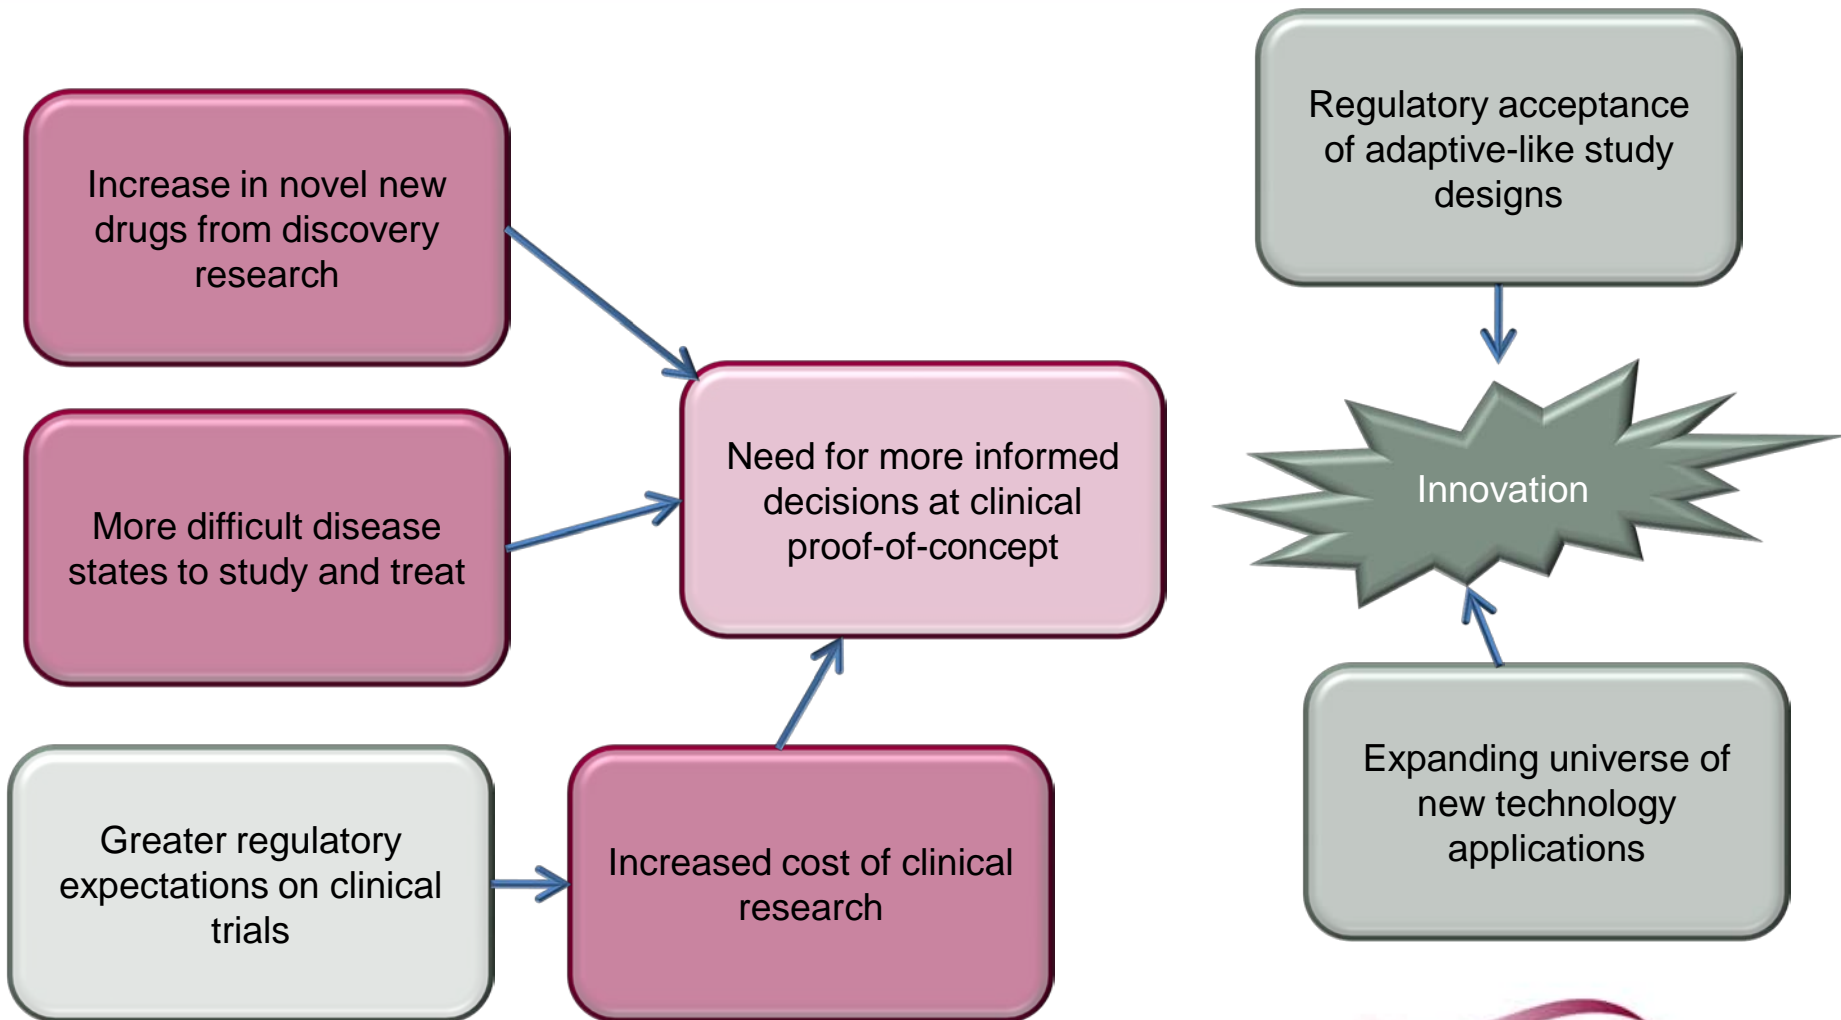 Increase in novel new
drugs from discovery
research
More difficult disease
states to study and treat
Greater regulatory
expectations on clinical
trials
Increased cost of clinical
research
Need for more informed
decisions at clinical
proof-of-concept
Regulatory acceptance
of adaptive-like study
designs
Innovation
Expanding universe of
new technology
applications